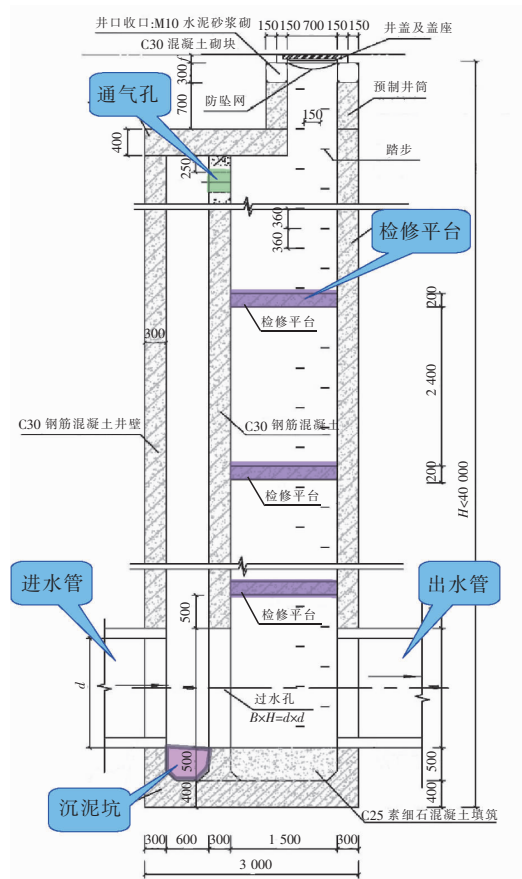 井口收口:M10 水泥砂浆砌
C30 混凝土砌块
150 150 700 150 150
井盖及盖座
300
700
400
防坠网
预制井筒
通气孔
150
踏步
250
360
360
检修平台
200
检修平台
300
2 400
C30 钢筋混凝土井壁
C30 钢筋混凝土
200
检修平台
H<40 000
进水管
出水管
500
检修平台
d
过水孔
B×H=d×d
500
500
400
400
沉泥坑
C25 素细石混凝土填筑
300 600 300 1 500 300
3 000